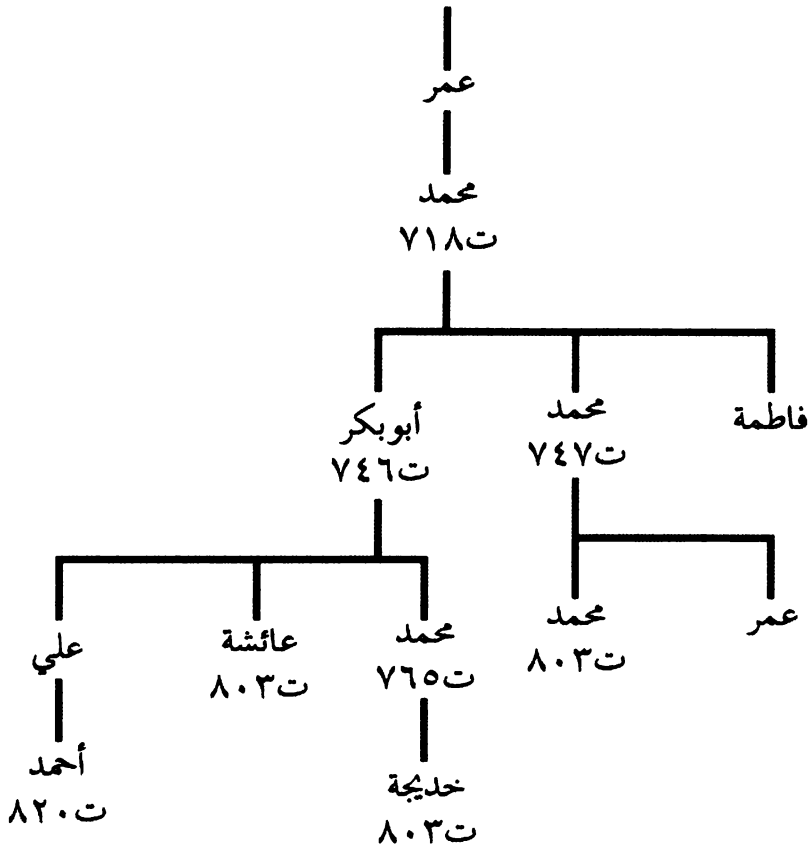 عمر
محمد
ت٧١٨
فاطمة
محمد
ت٧٤٧
أبوبكر
ت٧٤٦
عمر
محمد
ت٨٠٣
محمد
ت٧٦٥
عائشة
ت٨٠٣
علي
خديجة
ت٨٠٣
أحمد
ت٨٢٠